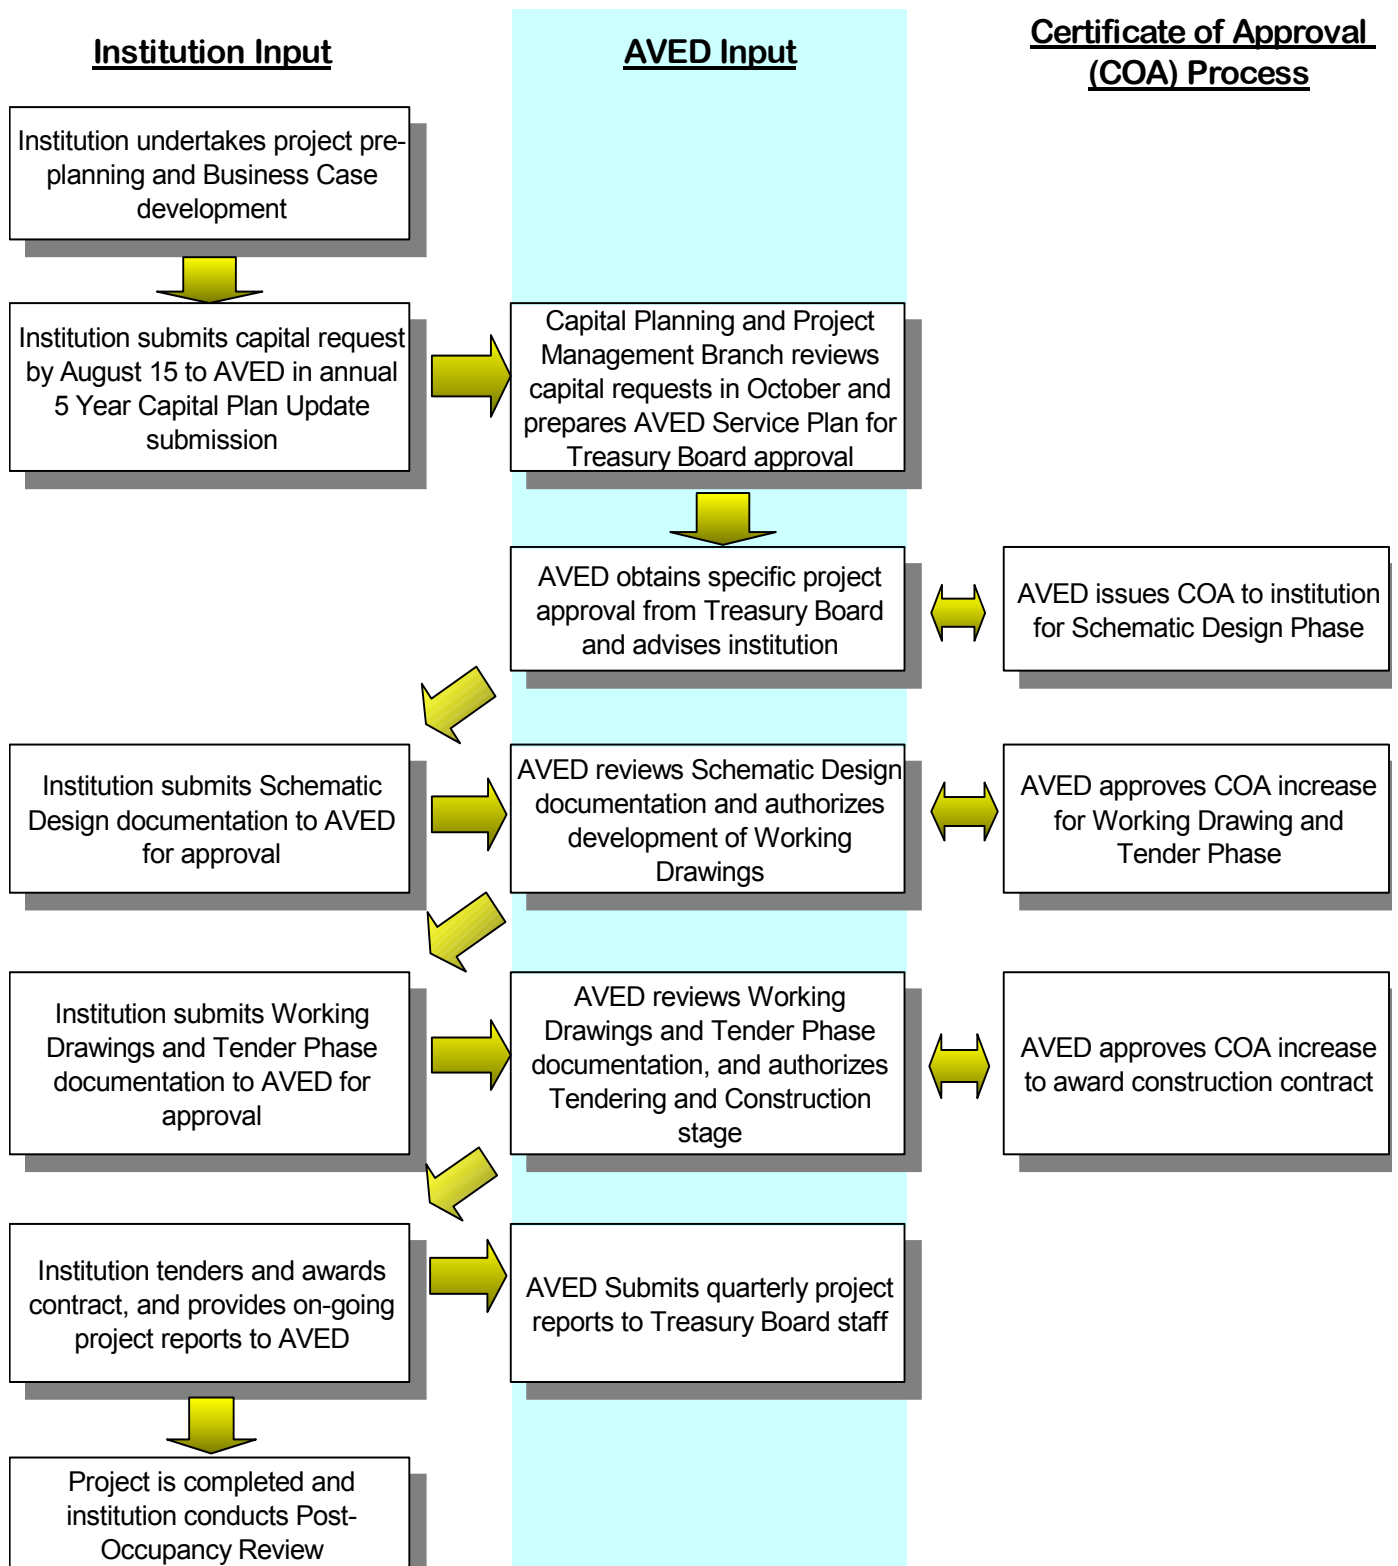 Institution Input
AVED Input
Certificate of Approval
(COA) Process
Institution undertakes project pre-
planning and Business Case
development
Institution submits capital request
by August 15 to AVED in annual
5 Year Capital Plan Update
submission
Capital Planning and Project
Management Branch reviews
capital requests in October and
prepares AVED Service Plan for
Treasury Board approval
AVED obtains specific project
approval from Treasury Board
and advises institution
AVED issues COA to institution
for Schematic Design Phase
Institution submits Schematic
Design documentation to AVED
for approval
AVED reviews Schematic Design
documentation and authorizes
development of Working
Drawings
AVED approves COA increase
for Working Drawing and
Tender Phase
Institution submits Working
Drawings and Tender Phase
documentation to AVED for
approval
AVED reviews Working
Drawings and Tender Phase
documentation, and authorizes
Tendering and Construction
stage
AVED approves COA increase
to award construction contract
Institution tenders and awards
contract, and provides on-going
project reports to AVED
AVED Submits quarterly project
reports to Treasury Board staff
Project is completed and
institution conducts Post-
Occupancy Review